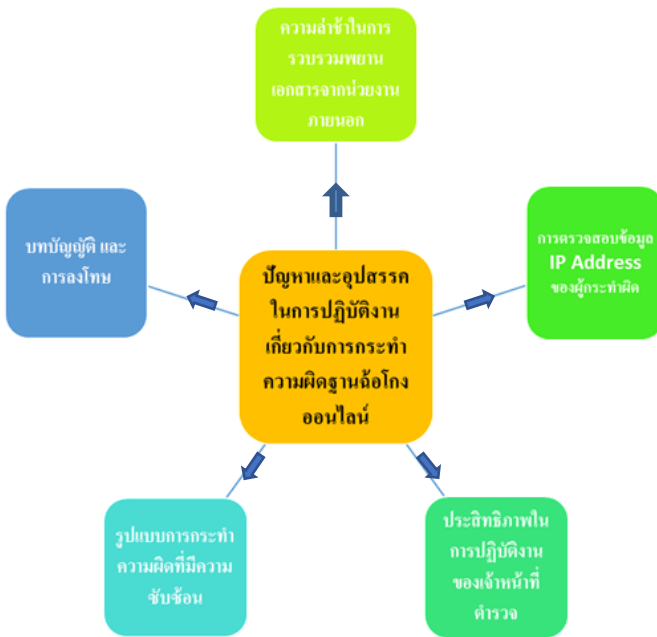 ความล่าช้าในการ
รวบรวมพยาน
เอกสารจากน่วยงาน
ภายนอก
บทบัญญัติ และ
การลงโทษ
การตรวจสอบข้อมูล
IP Address
ของผู้กระทำผิด
ปัญหาและอุปสรรค
ในการปฏิบัติงาน
เกี่ยวกับการกระทำ
ความผิดฐานฉ้อโกง
ออนไลน์
รูปแบบการกระทำ
ความผิดที่มีความ
ซับซ้อน
ประสิทธิภาพใน
การปฏิบัติงาน
ของเจ้าหน้าที่
ตำรวจ